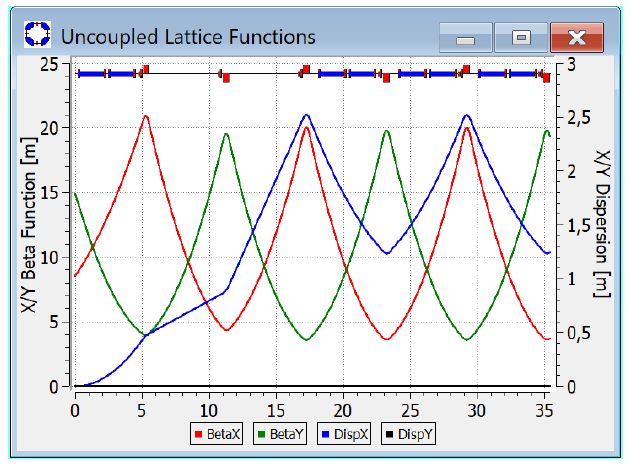 Uncoupled Lattice Functions
25
20
15
10
5
0
X/Y Beta Function [m]
3
2,5
2
1,5
1
0,5
0
X/Y Dispersion [m]
0 5 10 15 20 25 30 35
BetaX BetaY DispX DispY